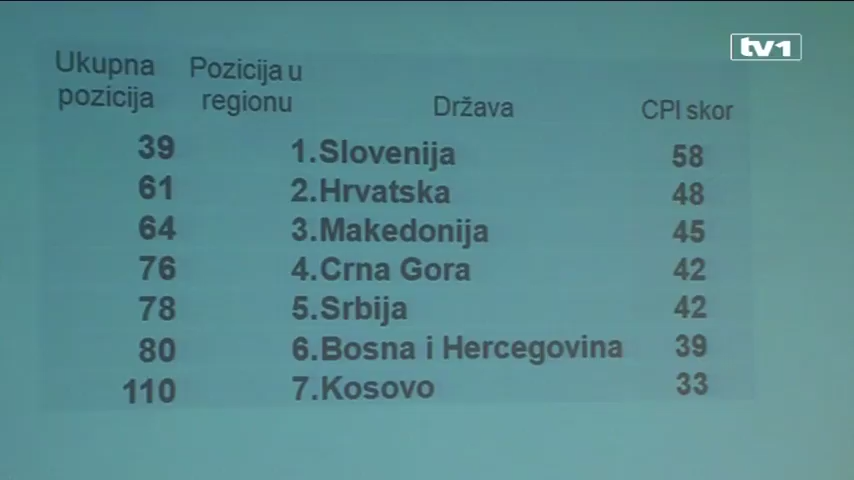 tv1
Ukupna pozicija Pozicija u regionu Država CPI skor
39 1.Slovenija 58
61 2.Hrvatska 48
64 3.Makedonija 45
76 4.Crna Gora 42
78 5.Srbija 42
80 6.Bosna i Hercegovina 39
110 7.Kosovo 33